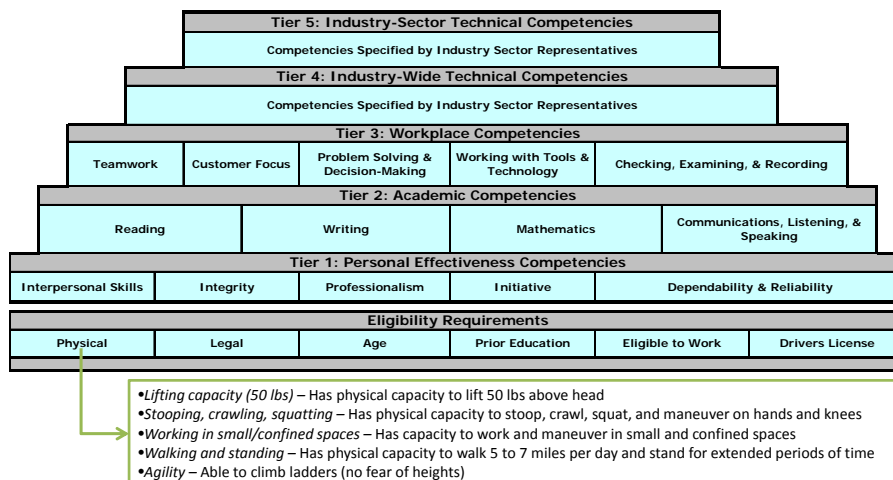 Tier 5: Industry-Sector Technical Competencies
Competencies Specified by Industry Sector Representatives
Tier 4: Industry-Wide Technical Competencies
Competencies Specified by Industry Sector Representatives
Tier 3: Workplace Competencies
Teamwork
Customer Focus
Problem Solving &
Decision-Making
Working with Tools &
Technology
Checking, Examining, & Recording
Tier 2: Academic Competencies
Reading
Writing
Mathematics
Communications, Listening, &
Speaking
Tier 1: Personal Effectiveness Competencies
Interpersonal Skills
Integrity
Professionalism
Initiative
Dependability & Reliability
Eligibility Requirements
Physical
Legal
Age
Prior Education
Eligible to Work
Drivers License
•Lifting capacity (50 lbs) – Has physical capacity to lift 50 lbs above head
•Stooping, crawling, squatting – Has physical capacity to stoop, crawl, squat, and maneuver on hands and knees
•Working in small/confined spaces – Has capacity to work and maneuver in small and confined spaces
•Walking and standing – Has physical capacity to walk 5 to 7 miles per day and stand for extended periods of time
•Agility – Able to climb ladders (no fear of heights)